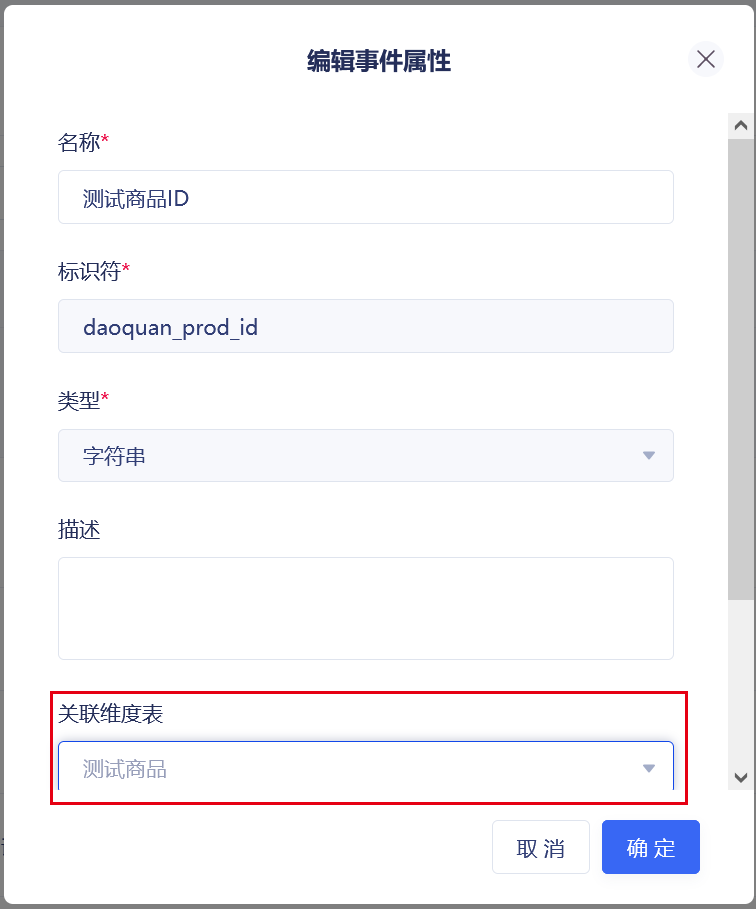 编辑事件属性
名称*
测试商品ID
标识符*
daoquan_prod_id
类型*
字符串
描述
关联维度表
测试商品
取消 确定